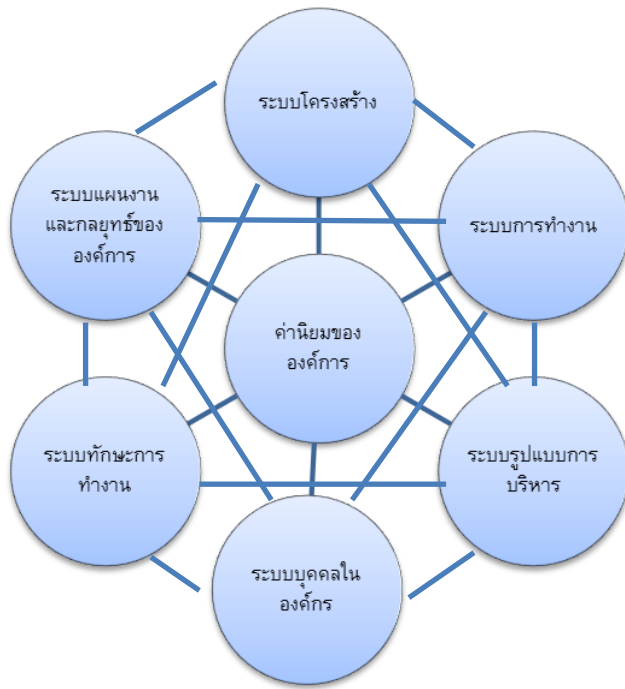 ระบบโครงสร้าง
ระบบแผนงาน
และกลยุทธ์ของ
องค์การ
ระบบการทำงาน
ค่านิยมของ
องค์การ
ระบบทักษะการ
ทำงาน
ระบบรูปแบบการ
บริหาร
ระบบบุคคลใน
องค์กร